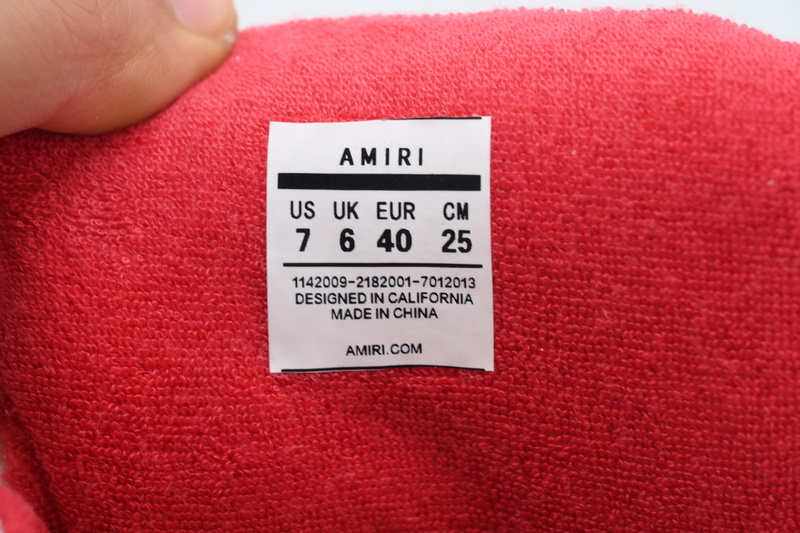 AMIRI
US UK EUR CM
7 6 40 25
1142009-2182001-7012013
DESIGNED IN CALIFORNIA
MADE IN CHINA
AMIRI.COM